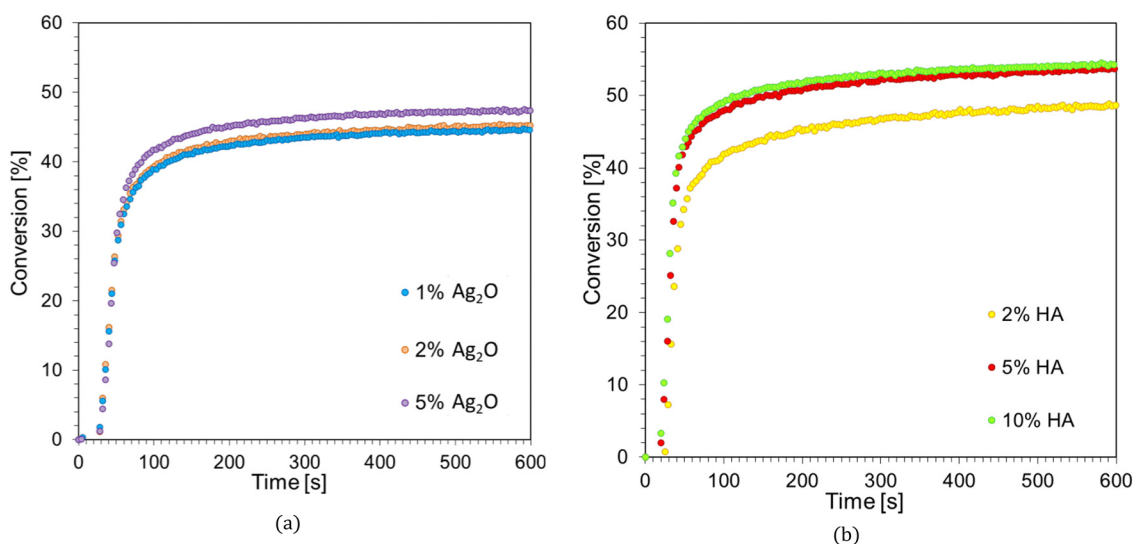 60
50
40
30
20
10
0
Conversion [%]
1% Ag₂O
2% Ag₂O
5% Ag₂O
0 100 200 300 400 500 600
Time [s]
(a)
60
50
40
30
20
10
0
Conversion [%]
2% HA
5% HA
10% HA
0 100 200 300 400 500 600
Time [s]
(b)